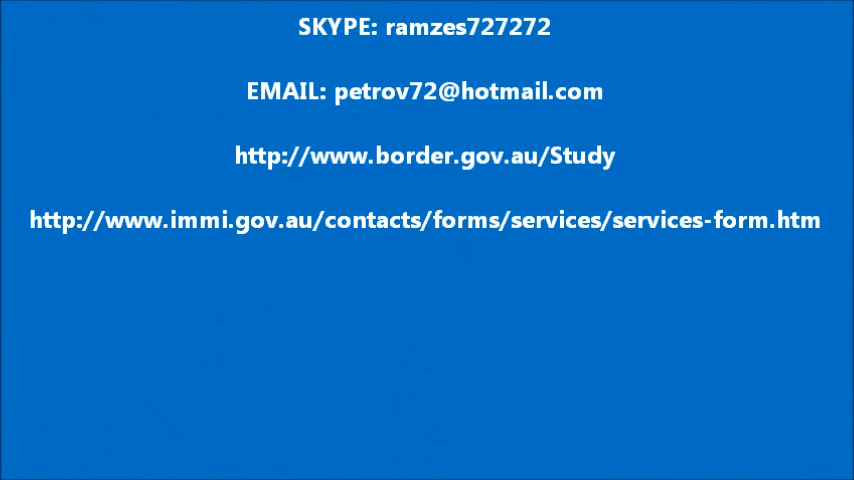 SKYPE: ramzes727272
EMAIL: petrov72@hotmail.com
http://www.border.gov.au/Study
http://www.immi.gov.au/contacts/forms/services/services-form.htm